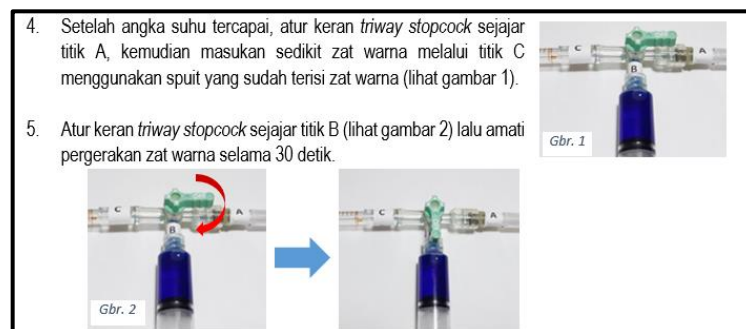 4. Setelah angka suhu tercapai, atur keran triway stopcock sejajar
titik A, kemudian masukan sedikit zat warna melalui titik C
menggunakan spuit yang sudah terisi zat warna (lihat gambar 1).
C
A
B
Gbr. 1
5. Atur keran triway stopcock sejajar titik B (lihat gambar 2) lalu amati
pergerakan zat warna selama 30 detik.
C
A
B
Gbr. 2
C
A